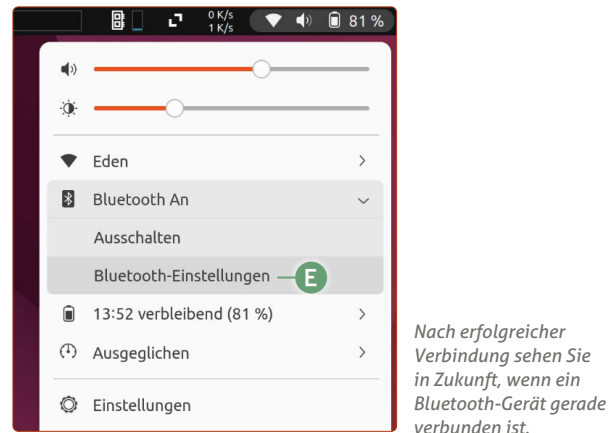 0 K/s
1 K/s
81 %
Eden
Bluetooth An
Ausschalten
Bluetooth-Einstellungen E
13:52 verbleibend (81 %)
Ausgeglichen
Einstellungen
Nach erfolgreicher
Verbindung sehen Sie
in Zukunft, wenn ein
Bluetooth-Gerät gerade
verbunden ist.